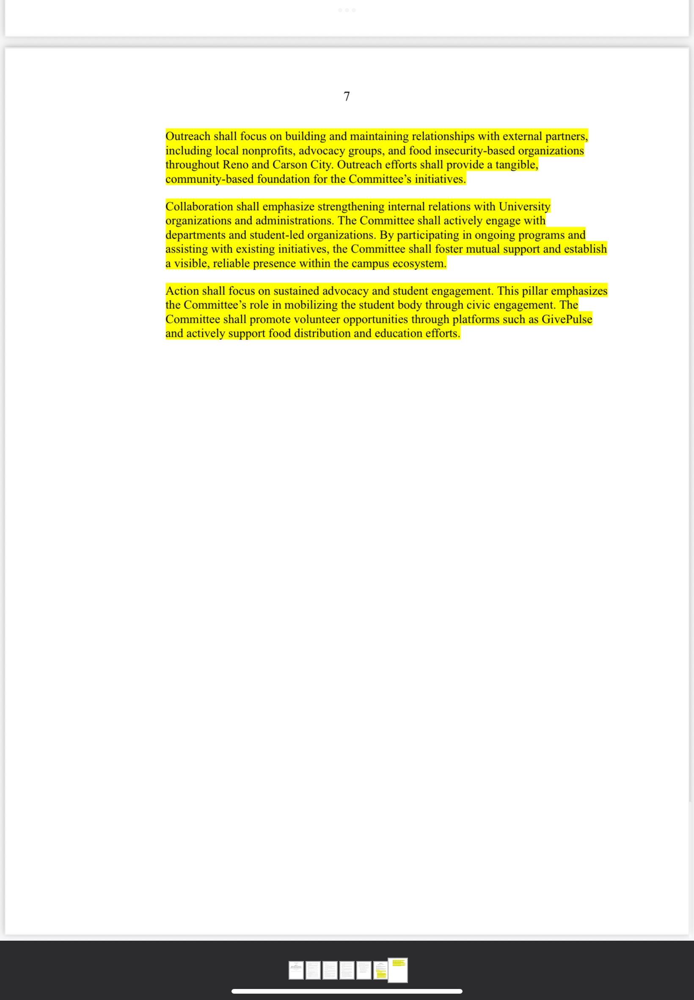 7
Outreach shall focus on building and maintaining relationships with external partners,
including local nonprofits, advocacy groups, and food insecurity-based organizations
throughout Reno and Carson City. Outreach efforts shall provide a tangible,
community-based foundation for the Committee’s initiatives.
Collaboration shall emphasize strengthening internal relations with University
organizations and administrations. The Committee shall actively engage with
departments and student-led organizations. By participating in ongoing programs and
assisting with existing initiatives, the Committee shall foster mutual support and establish
a visible, reliable presence within the campus ecosystem.
Action shall focus on sustained advocacy and student engagement. This pillar emphasizes
the Committee’s role in mobilizing the student body through civic engagement. The
Committee shall promote volunteer opportunities through platforms such as GivePulse
and actively support food distribution and education efforts.